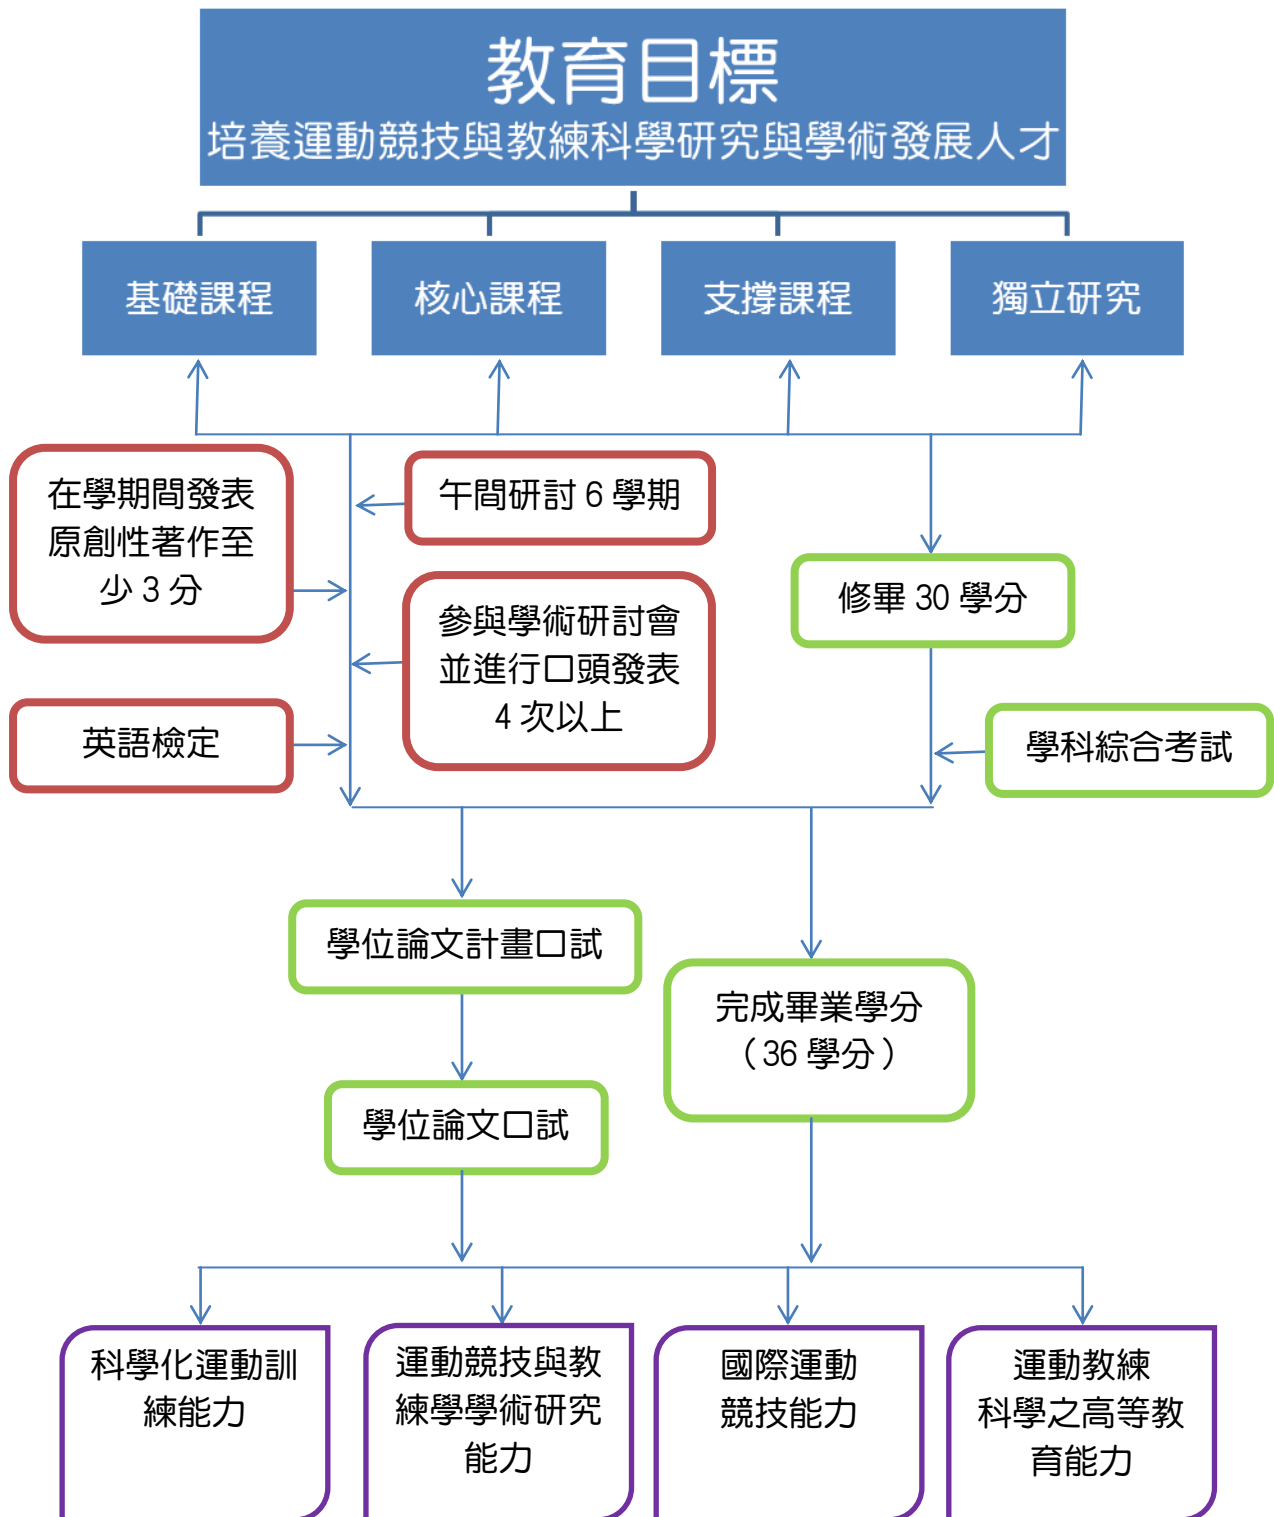 教育目標
培養運動競技與教練科學研究與學術發展人才
基礎課程
核心課程
支撐課程
獨立研究
在學期間發表
原創性著作至
少 3 分
午間研討 6 學期
修畢 30 學分
參與學術研討會
並進行口頭發表
4 次以上
英語檢定
學科綜合考試
學位論文計畫口試
完成畢業學分
（36 學分）
學位論文口試
科學化運動訓
練能力
運動競技與教
練學學術研究
能力
國際運動
競技能力
運動教練
科學之高等教
育能力